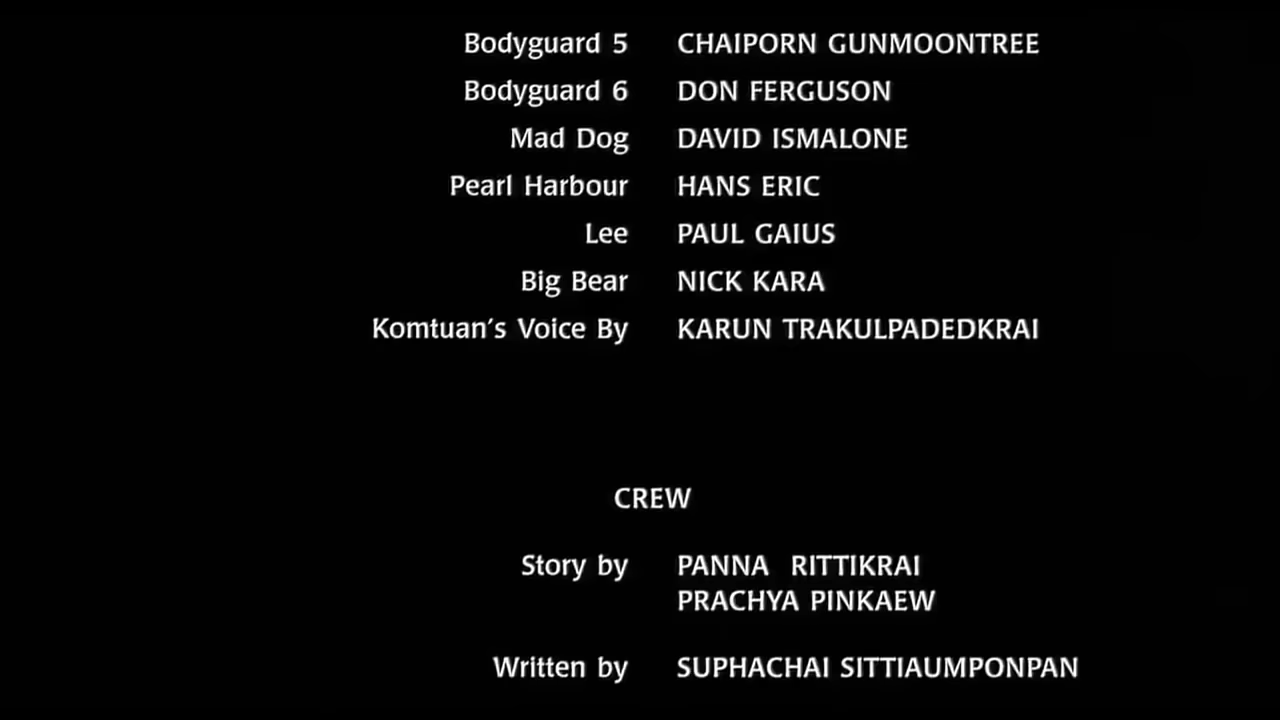 Bodyguard 5 CHAIPORN GUNMOONTREE
Bodyguard 6 DON FERGUSON
Mad Dog DAVID ISMALONE
Pearl Harbour HANS ERIC
Lee PAUL GAIUS
Big Bear NICK KARA
Komtuan's Voice By KARUN TRAKULPADEDKRAI
CREW
Story by PANNA RITTIKRAI
PRACHYA PINKAEW
Written by SUPHACHAI SITTIAUMPONPAN